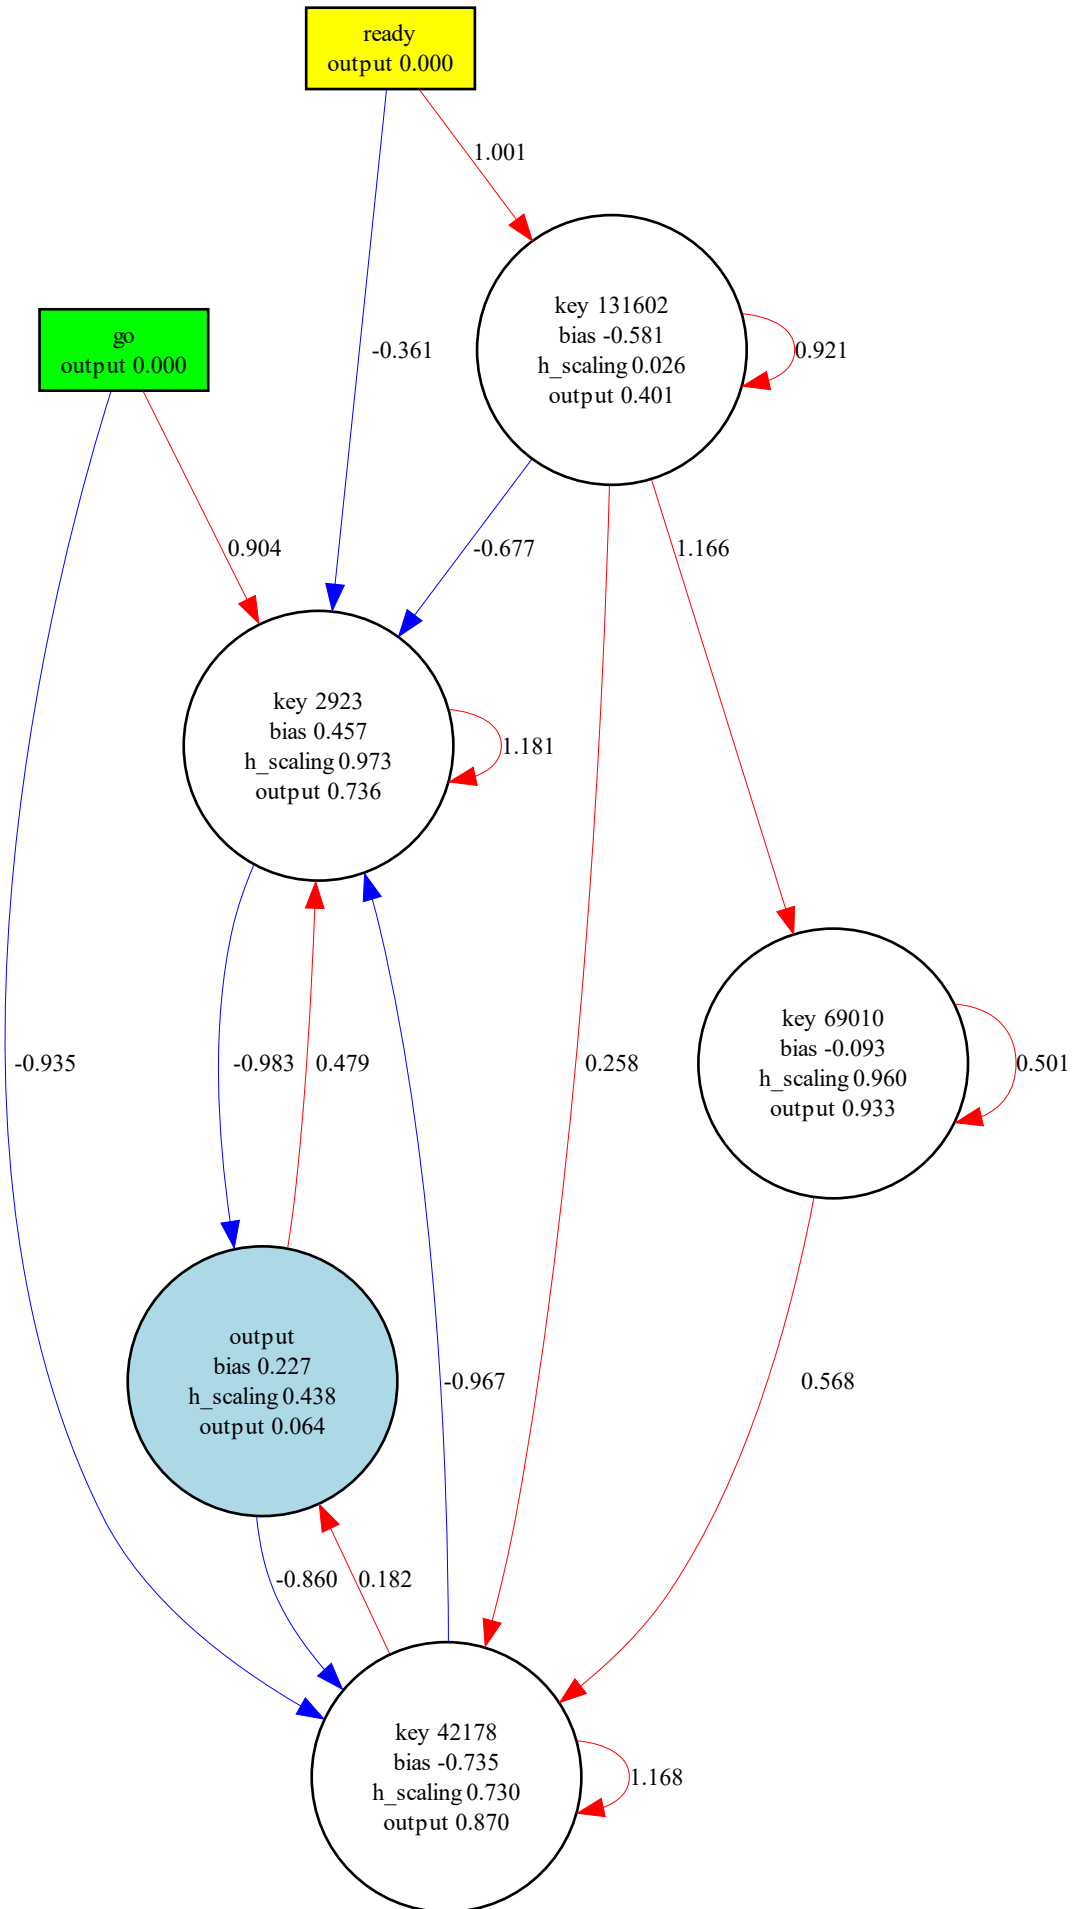 ready
output 0.000
1.001
go
output 0.000
-0.361
key 131602
bias -0.581
h_scaling 0.026
output 0.401
0.921
0.904
-0.677
1.166
key 2923
bias 0.457
h_scaling 0.973
output 0.736
1.181
-0.935
-0.983
0.479
0.258
key 69010
bias -0.093
h_scaling 0.960
output 0.933
0.501
output
bias 0.227
h_scaling 0.438
output 0.064
-0.967
0.568
-0.860
0.182
key 42178
bias -0.735
h_scaling 0.730
output 0.870
1.168